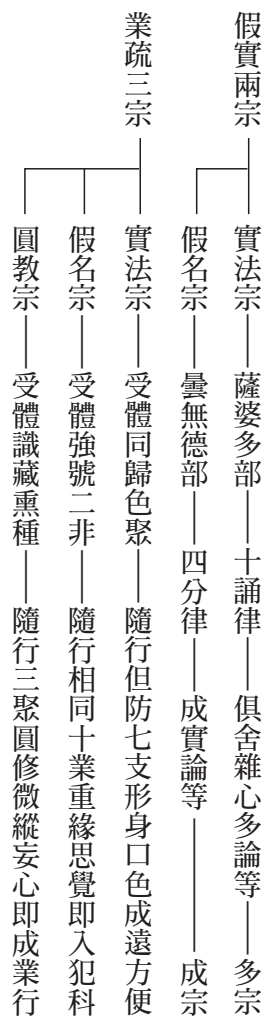 假實兩宗
實法宗——薩婆多部——十誦律——俱舍雜心多論等——多宗
假名宗——曇無德部——四分律——成實論等——成宗
業疏三宗
實法宗——受體同歸色聚——隨行但防七支形身口色成遠方便
假名宗——受體強號二非——隨行相同十業重緣思覺即入犯科
圓教宗——受體識藏熏種——隨行三聚圓修微縱妄心即成業行